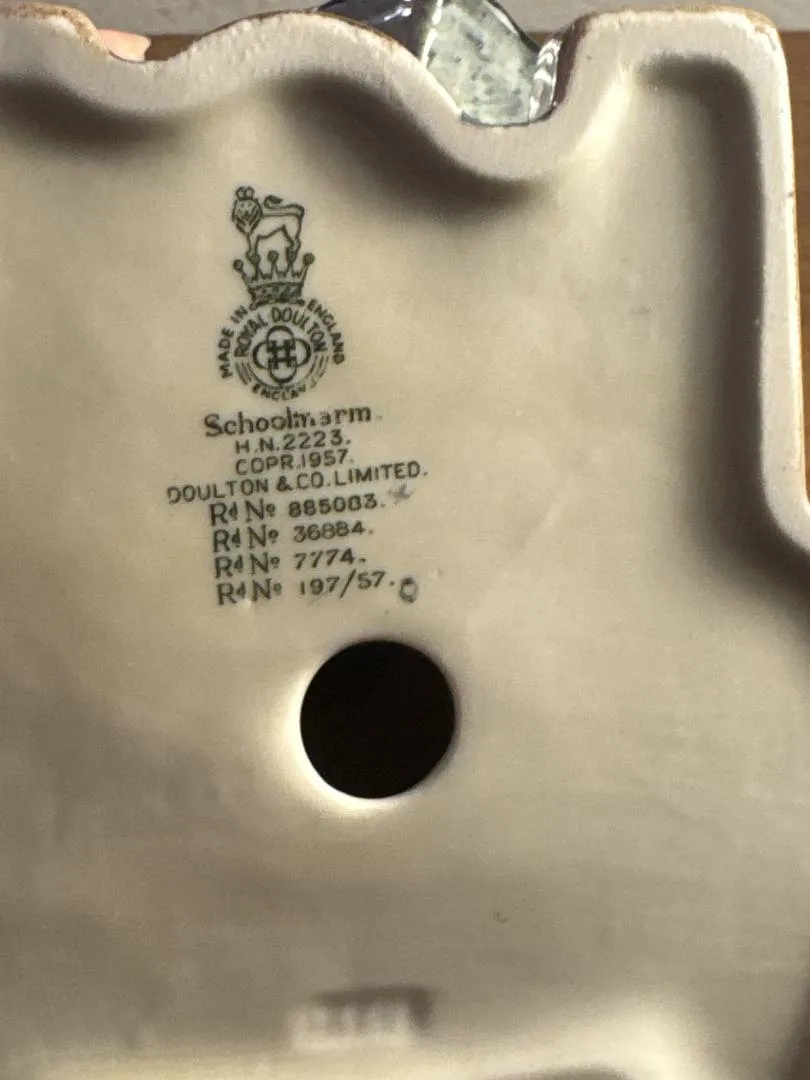 MADE IN ENGLAND
ROYAL DOULTON
ENGLAND
Schoolmarm.
H.N.2223.
COPR.1957.
DOULTON & CO. LIMITED.
Rd No 885083.
Rd No 36884.
Rd No 7774.
Rd No 197/57.